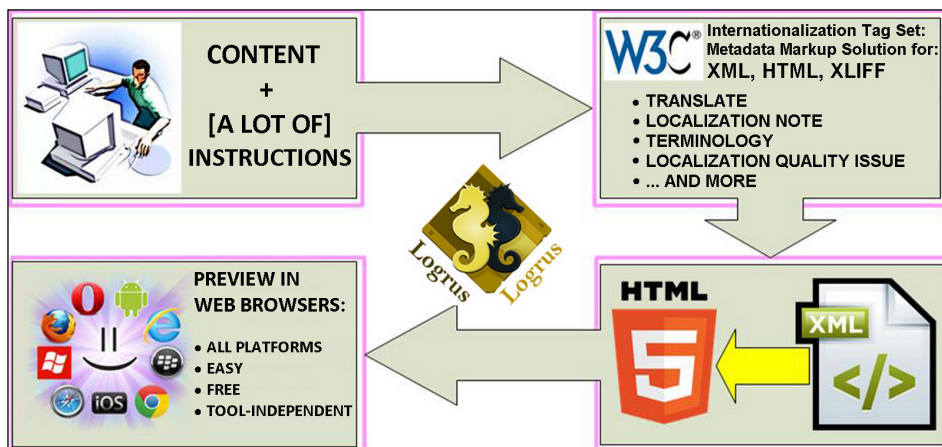 CONTENT
+
[A LOT OF]
INSTRUCTIONS
W3C®
Internationalization Tag Set:
Metadata Markup Solution for:
XML, HTML, XLIFF
• TRANSLATE
• LOCALIZATION NOTE
• TERMINOLOGY
• LOCALIZATION QUALITY ISSUE
• ... AND MORE
Logrus
Logrus
PREVIEW IN
WEB BROWSERS:
• ALL PLATFORMS
• EASY
• FREE
• TOOL-INDEPENDENT
iOS
HTML
5
XML
</>